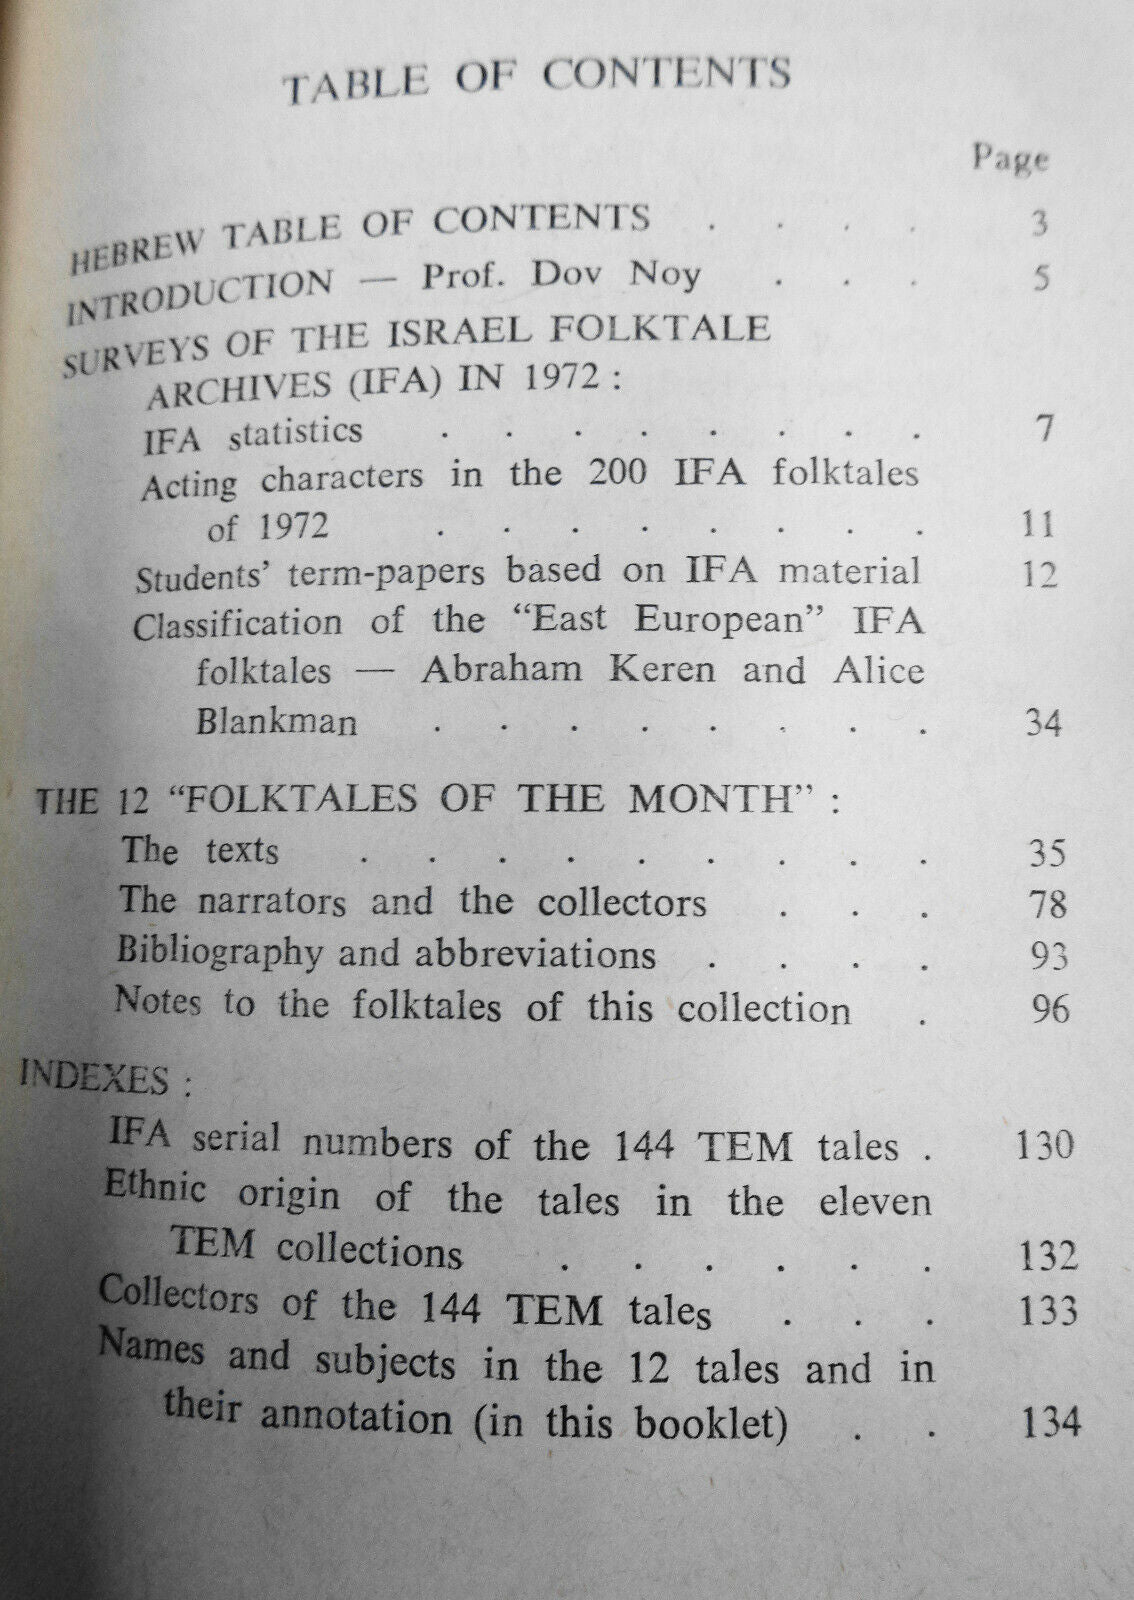 TABLE OF CONTENTS
Page
HEBREW TABLE OF CONTENTS . . . . 3
INTRODUCTION — Prof. Dov Noy . . . 5
SURVEYS OF THE ISRAEL FOLKTALE
ARCHIVES (IFA) IN 1972 :
IFA statistics . . . . . . . . 7
Acting characters in the 200 IFA folktales
of 1972 . . . . . . . . 11
Students' term-papers based on IFA material 12
Classification of the "East European" IFA
folktales — Abraham Keren and Alice
Blankman . . . . . . . . 34
THE 12 "FOLKTALES OF THE MONTH" :
The texts . . . . . . . . . 35
The narrators and the collectors . . . 78
Bibliography and abbreviations . . . . 93
Notes to the folktales of this collection . 96
INDEXES :
IFA serial numbers of the 144 TEM tales . 130
Ethnic origin of the tales in the eleven
TEM collections . . . . . . 132
Collectors of the 144 TEM tales . . . 133
Names and subjects in the 12 tales and in
their annotation (in this booklet) . . 134